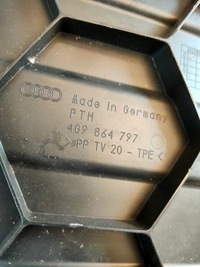 Made in Germany
PTH
4G9 864 797
>PP TV 20 - TPE<